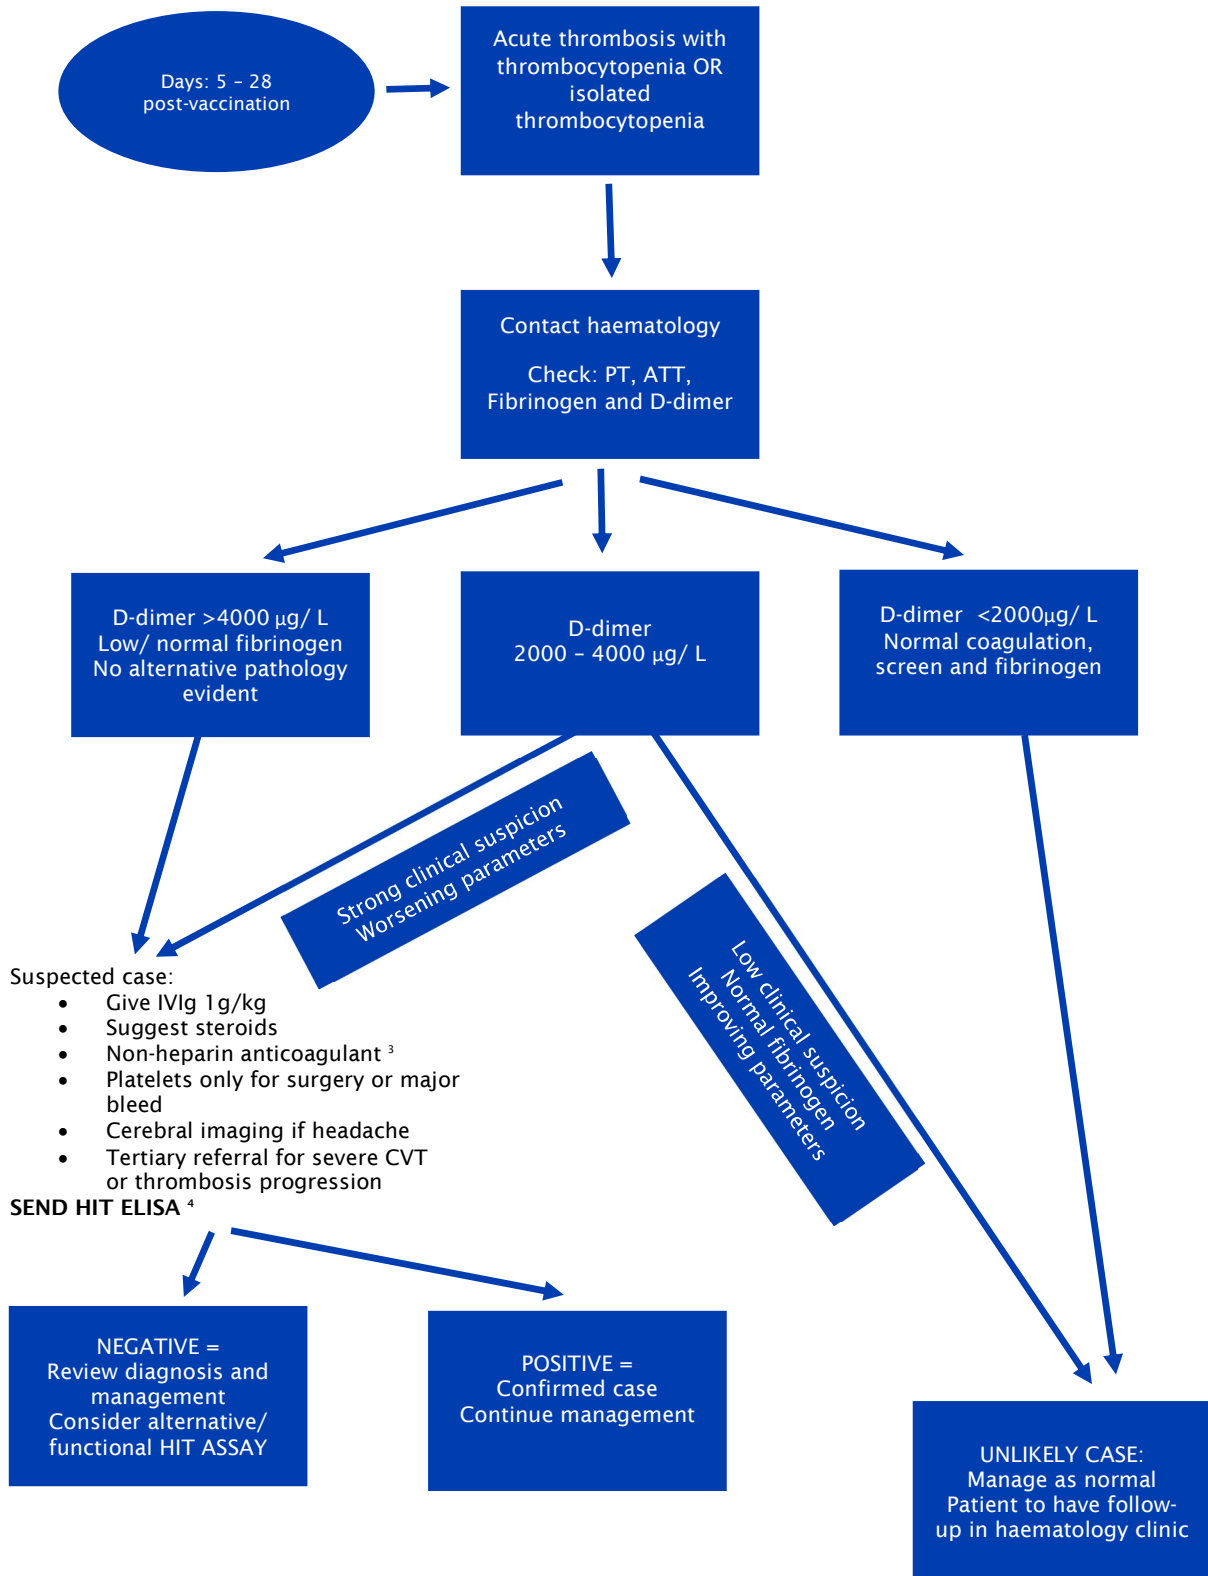 Days: 5 – 28
post-vaccination
Acute thrombosis with
thrombocytopenia OR
isolated
thrombocytopenia
Contact haematology
Check: PT, ATT,
Fibrinogen and D-dimer
D-dimer >4000 μg/ L
Low/ normal fibrinogen
No alternative pathology
evident
D-dimer
2000 – 4000 μg/ L
D-dimer <2000μg/ L
Normal coagulation,
screen and fibrinogen
Strong clinical suspicion
Worsening parameters
Low clinical suspicion
Normal fibrinogen
Improving parameters
Suspected case:
• Give IVIg 1g/kg
• Suggest steroids
• Non-heparin anticoagulant ³
• Platelets only for surgery or major
bleed
• Cerebral imaging if headache
• Tertiary referral for severe CVT
or thrombosis progression
SEND HIT ELISA ⁴
NEGATIVE =
Review diagnosis and
management
Consider alternative/
functional HIT ASSAY
POSITIVE =
Confirmed case
Continue management
UNLIKELY CASE:
Manage as normal
Patient to have follow-
up in haematology clinic